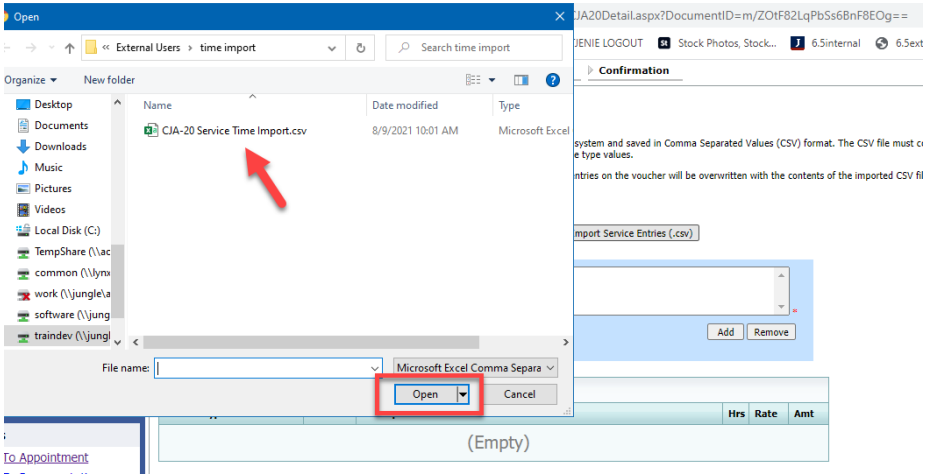 Open
JA20Detail.aspx?DocumentID=m/ZOtF82LqPbSs6BnF8EOg==
« External Users › time import
Search time import
JENIE LOGOUT
St Stock Photos, Stock...
J 6.5internal
6.5ext
Organize
New folder
Confirmation
Desktop
Documents
Downloads
Music
Pictures
Videos
Local Disk (C:)
TempShare (\\ac
common (\\lynx
work (\\jungle\a
software (\\jung
traindev (\\jungl
Name
Date modified
Type
CJA-20 Service Time Import.csv
8/9/2021 10:01 AM
Microsoft Excel
system and saved in Comma Separated Values (CSV) format. The CSV file must c
e type values.
ntries on the voucher will be overwritten with the contents of the imported CSV fil
mport Service Entries (.csv)
*
Add
Remove
File name:
Microsoft Excel Comma Separa
Open
Cancel
Hrs
Rate
Amt
(Empty)
s
To Appointment